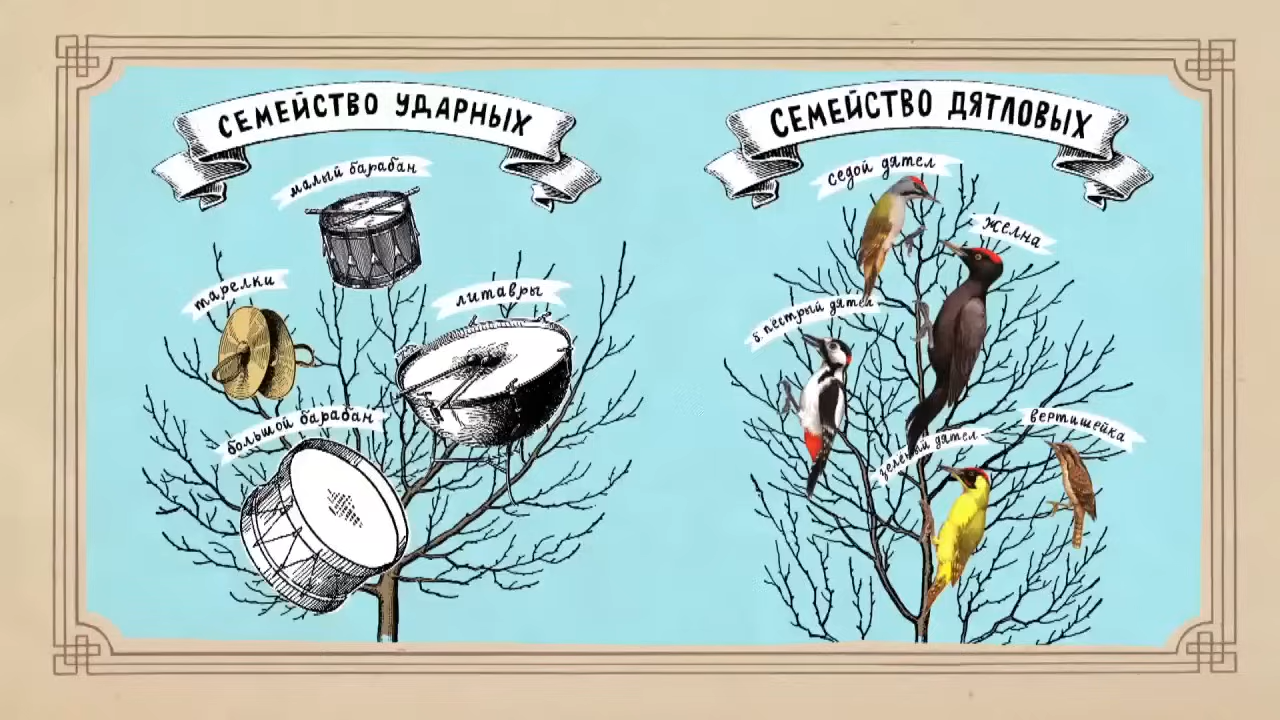 СЕМЕЙСТВО УДАРНЫХ
малый барабан
тарелки
литавры
большой барабан
СЕМЕЙСТВО ДЯТЛОВЫХ
седой дятел
желна
б. пестрый дятел
вертишейка
зеленый дятел